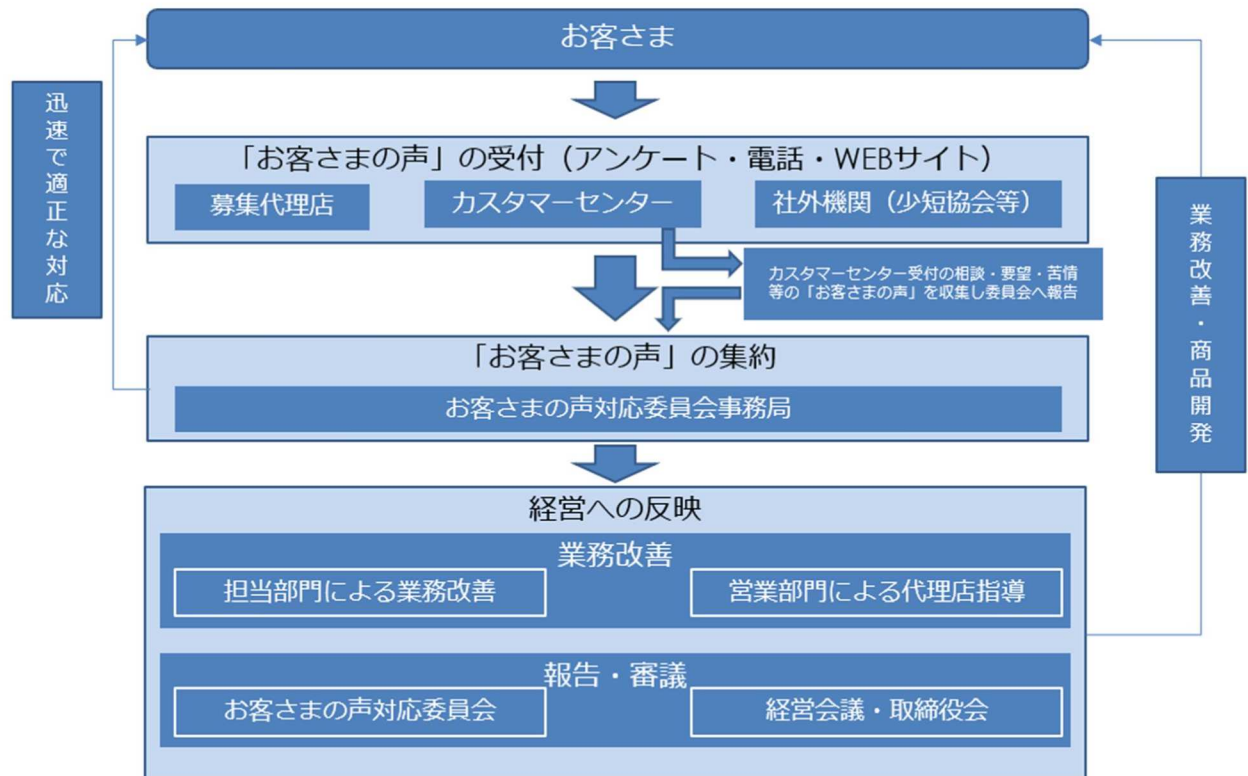 お客さま
迅速で適正な対応
「お客さまの声」の受付（アンケート・電話・WEBサイト）
募集代理店
カスタマーセンター
社外機関（少短協会等）
カスタマーセンター受付の相談・要望・苦情
等の「お客さまの声」を収集し委員会へ報告
業務改善・商品開発
「お客さまの声」の集約
お客さまの声対応委員会事務局
経営への反映
業務改善
担当部門による業務改善
営業部門による代理店指導
報告・審議
お客さまの声対応委員会
経営会議・取締役会